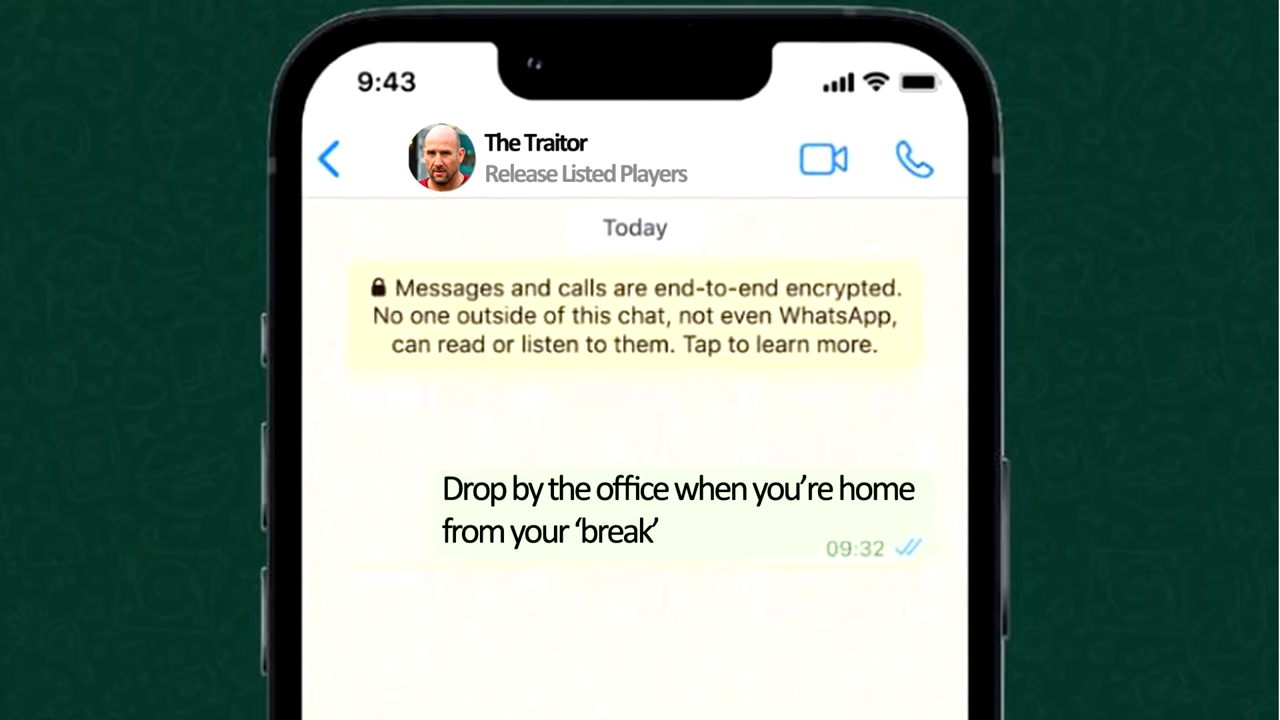 9:43
The Traitor
Release Listed Players
Today
Messages and calls are end-to-end encrypted.
No one outside of this chat, not even WhatsApp,
can read or listen to them. Tap to learn more.
Drop by the office when you’re home
from your ‘break’
09:32